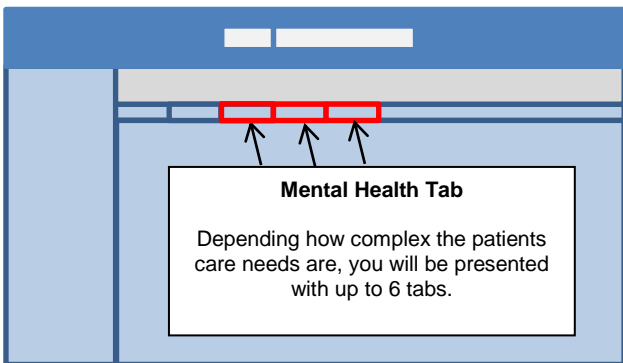 Mental Health Tab
Depending how complex the patients
care needs are, you will be presented
with up to 6 tabs.